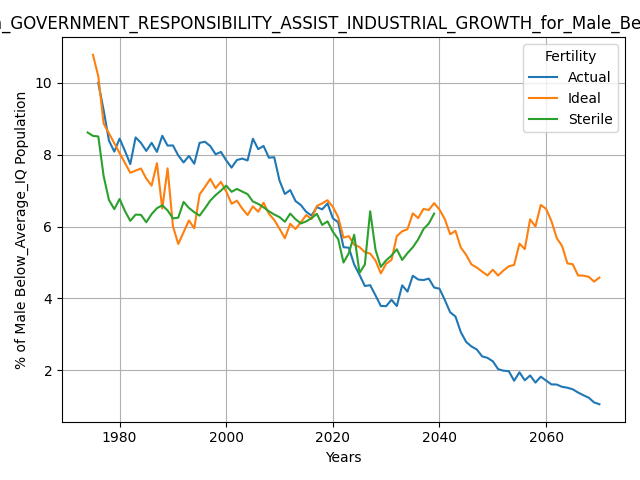 _GOVERNMENT_RESPONSIBILITY_ASSIST_INDUSTRIAL_GROWTH_for_Male_Be
Fertility
Actual
Ideal
Sterile
% of Male Below_Average_IQ Population
10
8
6
4
2
1980
2000
2020
2040
2060
Years